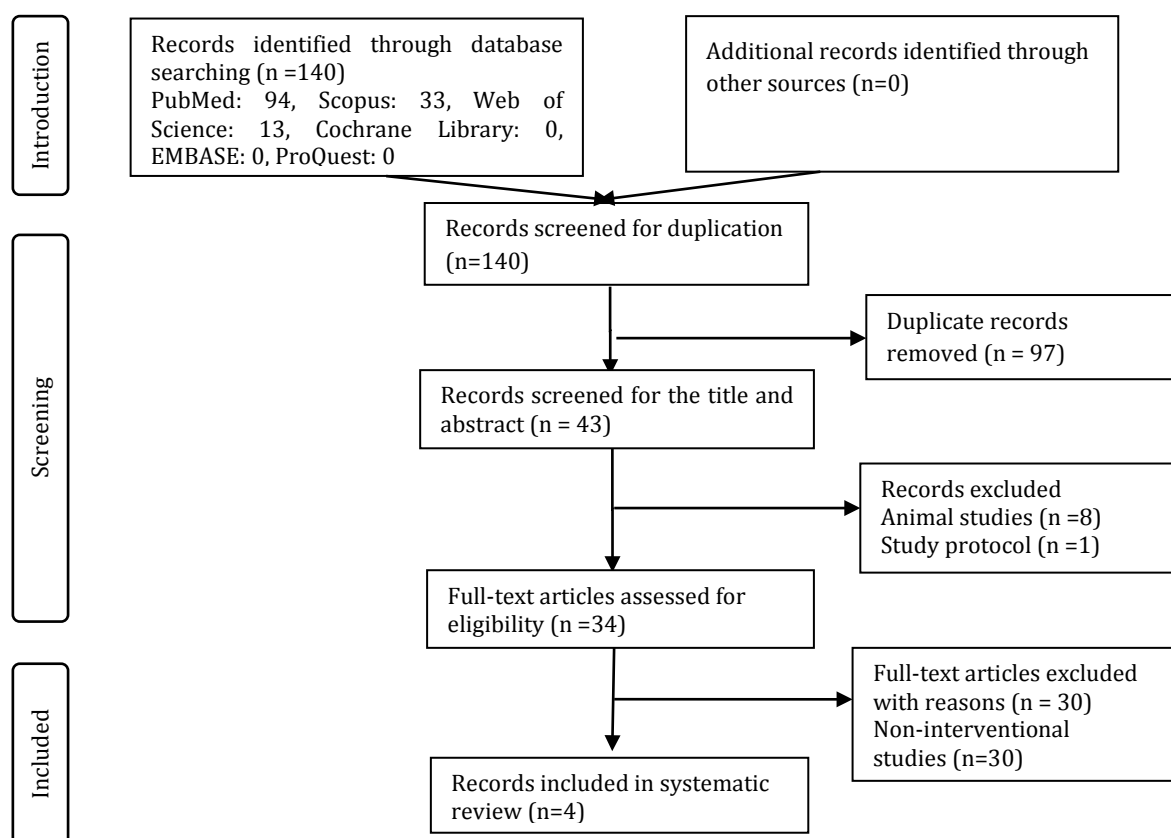 Introduction
Records identified through database
searching (n =140)
PubMed: 94, Scopus: 33, Web of
Science: 13, Cochrane Library: 0,
EMBASE: 0, ProQuest: 0
Additional records identified through
other sources (n=0)
Screening
Records screened for duplication
(n=140)
Duplicate records
removed (n = 97)
Records screened for the title and
abstract (n = 43)
Records excluded
Animal studies (n =8)
Study protocol (n =1)
Full-text articles assessed for
eligibility (n =34)
Included
Full-text articles excluded
with reasons (n = 30)
Non-interventional
studies (n=30)
Records included in systematic
review (n=4)